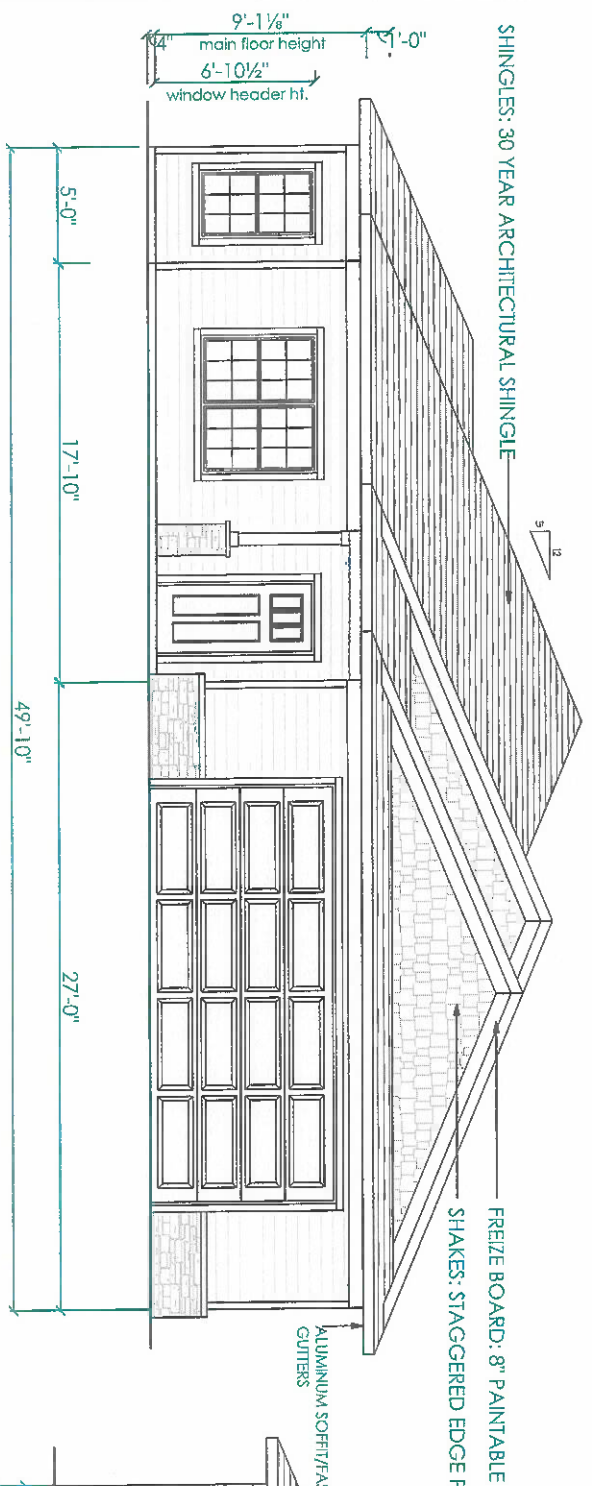 SHINGLES: 30 YEAR ARCHITECTURAL SHINGLE
12
5
FREIZE BOARD: 8" PAINTABLE
SHAKES: STAGGERED EDGE
ALUMINUM SOFFIT/FAS
GUTTERS
1'-0"
9'-1⅛"
main floor height
6'-10½"
window header ht.
4"
5'-0"
17'-10"
27'-0"
49'-10"